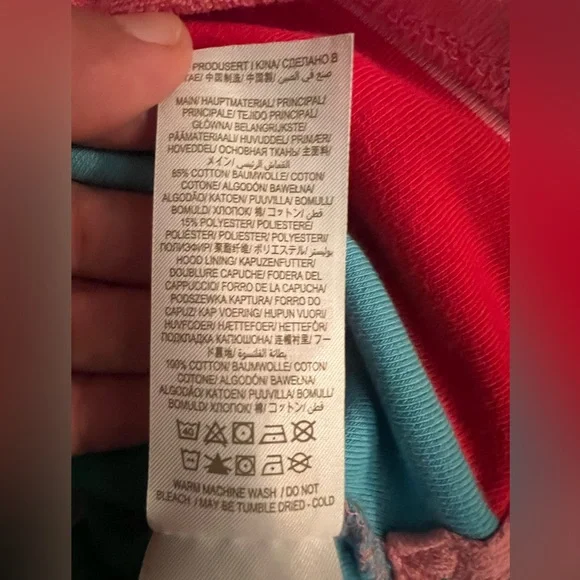 PRODUSERT I KINA/ СДЕЛАНО В
ТАЕ/ 中国制造/ 中國製/ صنع في الصين
MAIN/ HAUPTMATERIAL/ PRINCIPAL/
PRINCIPALE/ TEJIDO PRINCIPAL/
GŁÓWNA/ BELANGRIJKSTE/
PÄÄMATERIAALI/ HUVUDDEL/ PRIMÆR/
HOVEDDEL/ ОСНОВНАЯ ТКАНЬ/ 主面料/
メイン/ القماش الرئيسي
85% COTTON/ BAUMWOLLE/ COTON/
COTONE/ ALGODÓN/ BAWEŁNA/
ALGODÃO/ KATOEN/ PUUVILLA/ BOMULL/
BOMULD/ ХЛОПОК/ 棉/ コットン/ قطن
15% POLYESTER/ POLIESTERE/
POLIÉSTER/ POLIESTER/ POLYESTERI/
ПОЛИЭФИР/ 聚酯纤维/ ポリエステル/ بوليستر
HOOD LINING/ KAPUZENFUTTER/
DOUBLURE CAPUCHE/ FODERA DEL
CAPPUCCIO/ FORRO DE LA CAPUCHA/
PODSZEWKA KAPTURA/ FORRO DO
CAPUZ/ KAP VOERING/ HUPUN VUORI/
HUVFODER/ HÆTTEFOER/ HETTEFÔR/
ПОДКЛАДКА КАПЮШОНА/ 连帽衬里/ フー
ド裏地/ بطانة القلنسوة
100% COTTON/ BAUMWOLLE/ COTON/
COTONE/ ALGODÓN/ BAWEŁNA/
ALGODÃO/ KATOEN/ PUUVILLA/ BOMULL/
BOMULD/ ХЛОПОК/ 棉/ コットン/ قطن
40
WARM MACHINE WASH / DO NOT
BLEACH / MAY BE TUMBLE DRIED - COLD